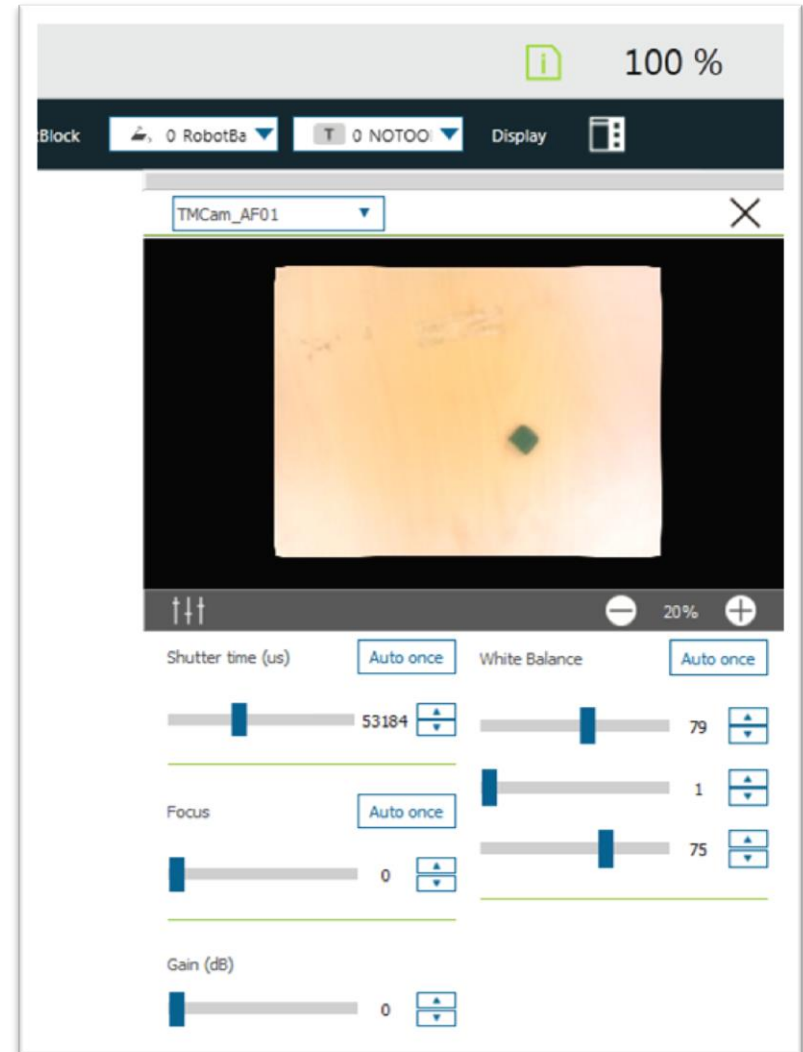 100 %
:Block 0 RobotBa T 0 NOTOO Display
TMCam_AF01
20%
Shutter time (us) Auto once White Balance Auto once
53184 79
1
Focus Auto once
0 75
Gain (dB)
0